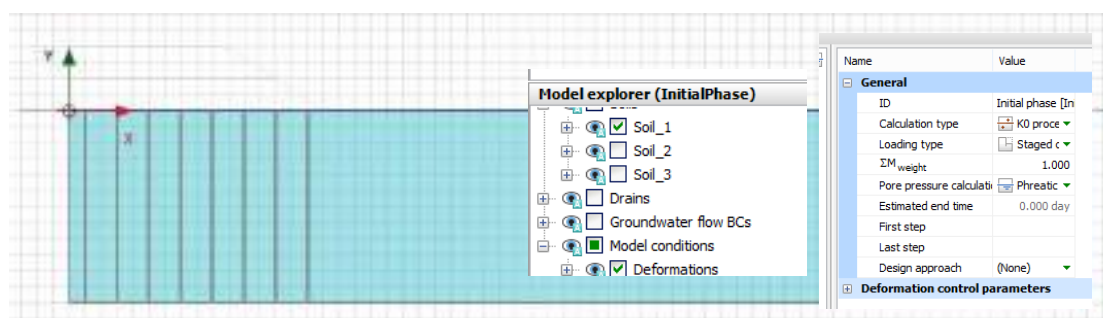 Y
X
Model explorer (InitialPhase)
Soil_1
Soil_2
Soil_3
Drains
Groundwater flow BCs
Model conditions
Deformations
Name Value
General
ID Initial phase [In
Calculation type K0 proce
Loading type Staged c
ΣM weight 1.000
Pore pressure calculati Phreatic
Estimated end time 0.000 day
First step
Last step
Design approach (None)
Deformation control parameters